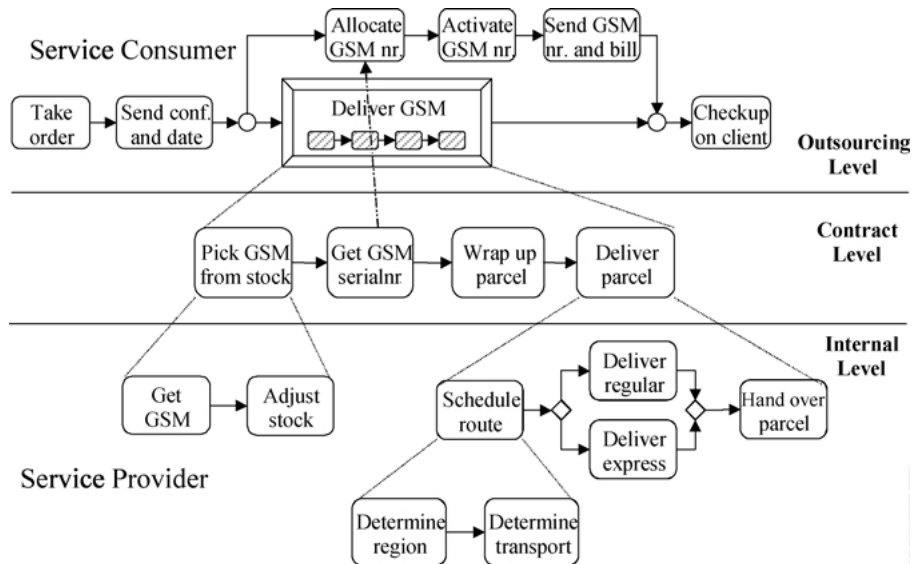 Service Consumer
Allocate
GSM nr.
Activate
GSM nr.
Send GSM
nr. and bill
Take
order
Send conf.
and date
Deliver GSM
Checkup
on client
Outsourcing
Level
Contract
Level
Pick GSM
from stock
Get GSM
serialnr.
Wrap up
parcel
Deliver
parcel
Internal
Level
Get
GSM
Adjust
stock
Schedule
route
Deliver
regular
Deliver
express
Hand over
parcel
Service Provider
Determine
region
Determine
transport